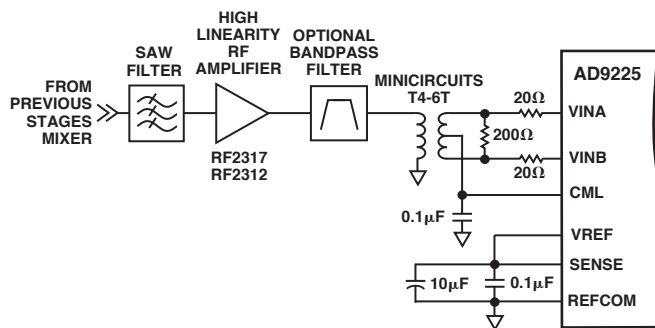 HIGH
LINEARITY
RF
AMPLIFIER
OPTIONAL
BANDPASS
FILTER
SAW
FILTER
MINICIRCUITS
T4-6T
AD9225
FROM
PREVIOUS
STAGES
MIXER
20Ω
VINA
200Ω
VINB
20Ω
RF2317
RF2312
CML
0.1μF
VREF
SENSE
10μF
0.1μF
REFCOM